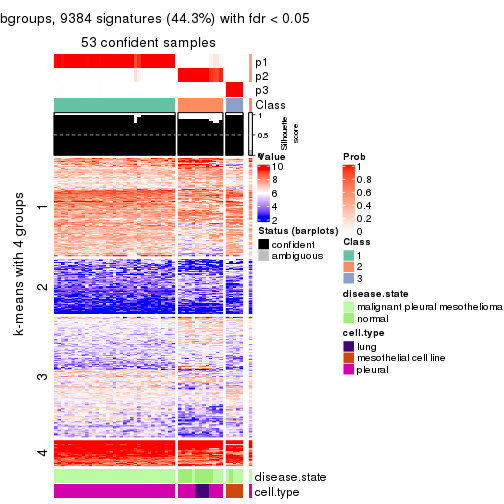 bgroups, 9384 signatures (44.3%) with fdr < 0.05
53 confident samples
p1
p2
p3
Class
1
0.5
0
Silhouette
score
k-means with 4 groups
1
2
3
4
disease.state
cell.type
Value
10
8
6
4
2
Status (barplots)
confident
ambiguous
Prob
1
0.8
0.6
0.4
0.2
0
Class
1
2
3
disease.state
malignant pleural mesothelioma
normal
cell.type
lung
mesothelial cell line
pleural